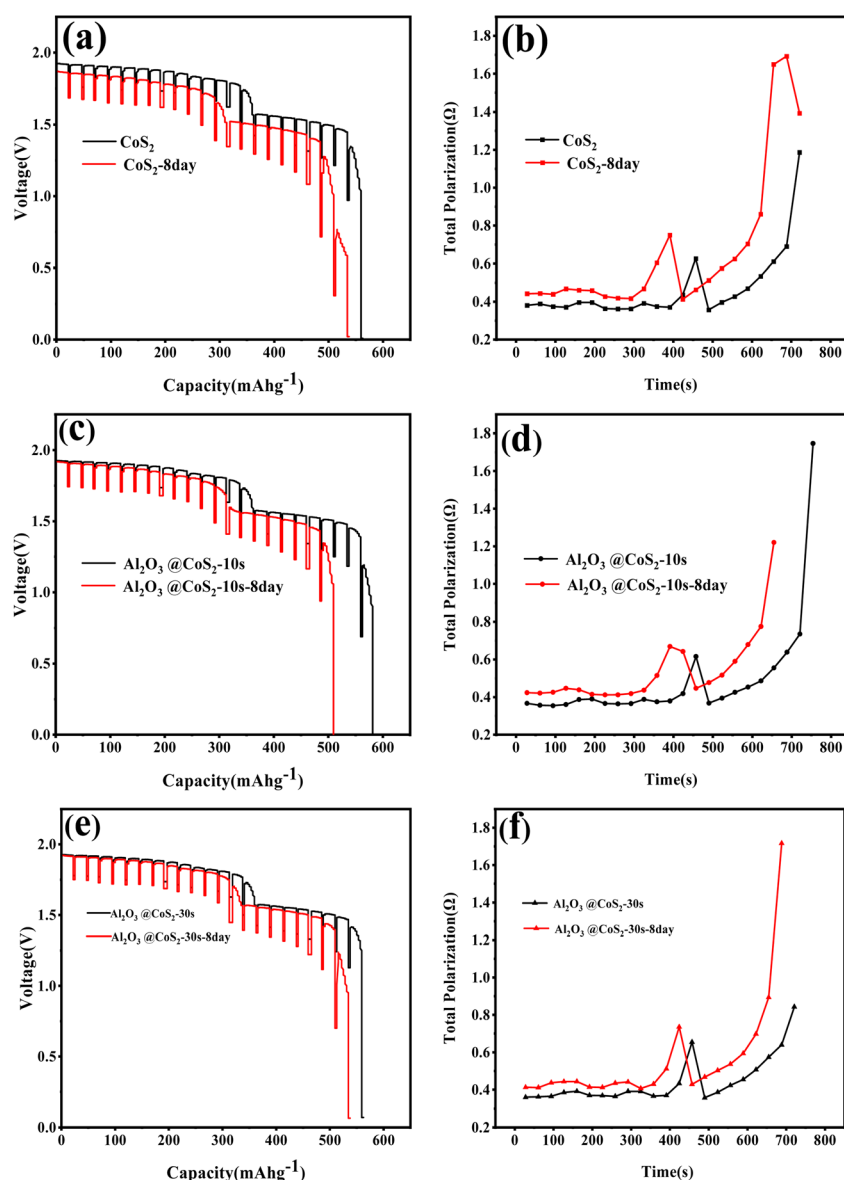 (a)
2.0
1.5
1.0
0.5
0.0
Voltage(V)
CoS₂
CoS₂-8day
0 100 200 300 400 500 600
Capacity(mAhg⁻¹)
(b)
1.8
1.6
1.4
1.2
1.0
0.8
0.6
0.4
0.2
Total Polarization(Ω)
CoS₂
CoS₂-8day
0 100 200 300 400 500 600 700 800
Time(s)
(c)
2.0
1.5
1.0
0.5
0.0
Voltage(V)
Al₂O₃ @CoS₂-10s
Al₂O₃ @CoS₂-10s-8day
0 100 200 300 400 500 600
Capacity(mAhg⁻¹)
(d)
1.8
1.6
1.4
1.2
1.0
0.8
0.6
0.4
0.2
Total Polarization(Ω)
Al₂O₃ @CoS₂-10s
Al₂O₃ @CoS₂-10s-8day
0 100 200 300 400 500 600 700 800
Time(s)
(e)
2.0
1.5
1.0
0.5
0.0
Voltage(V)
Al₂O₃ @CoS₂-30s
Al₂O₃ @CoS₂-30s-8day
0 100 200 300 400 500 600
Capacity(mAhg⁻¹)
(f)
1.8
1.6
1.4
1.2
1.0
0.8
0.6
0.4
0.2
Total Polarization(Ω)
Al₂O₃ @CoS₂-30s
Al₂O₃ @CoS₂-30s-8day
0 100 200 300 400 500 600 700 800
Time(s)